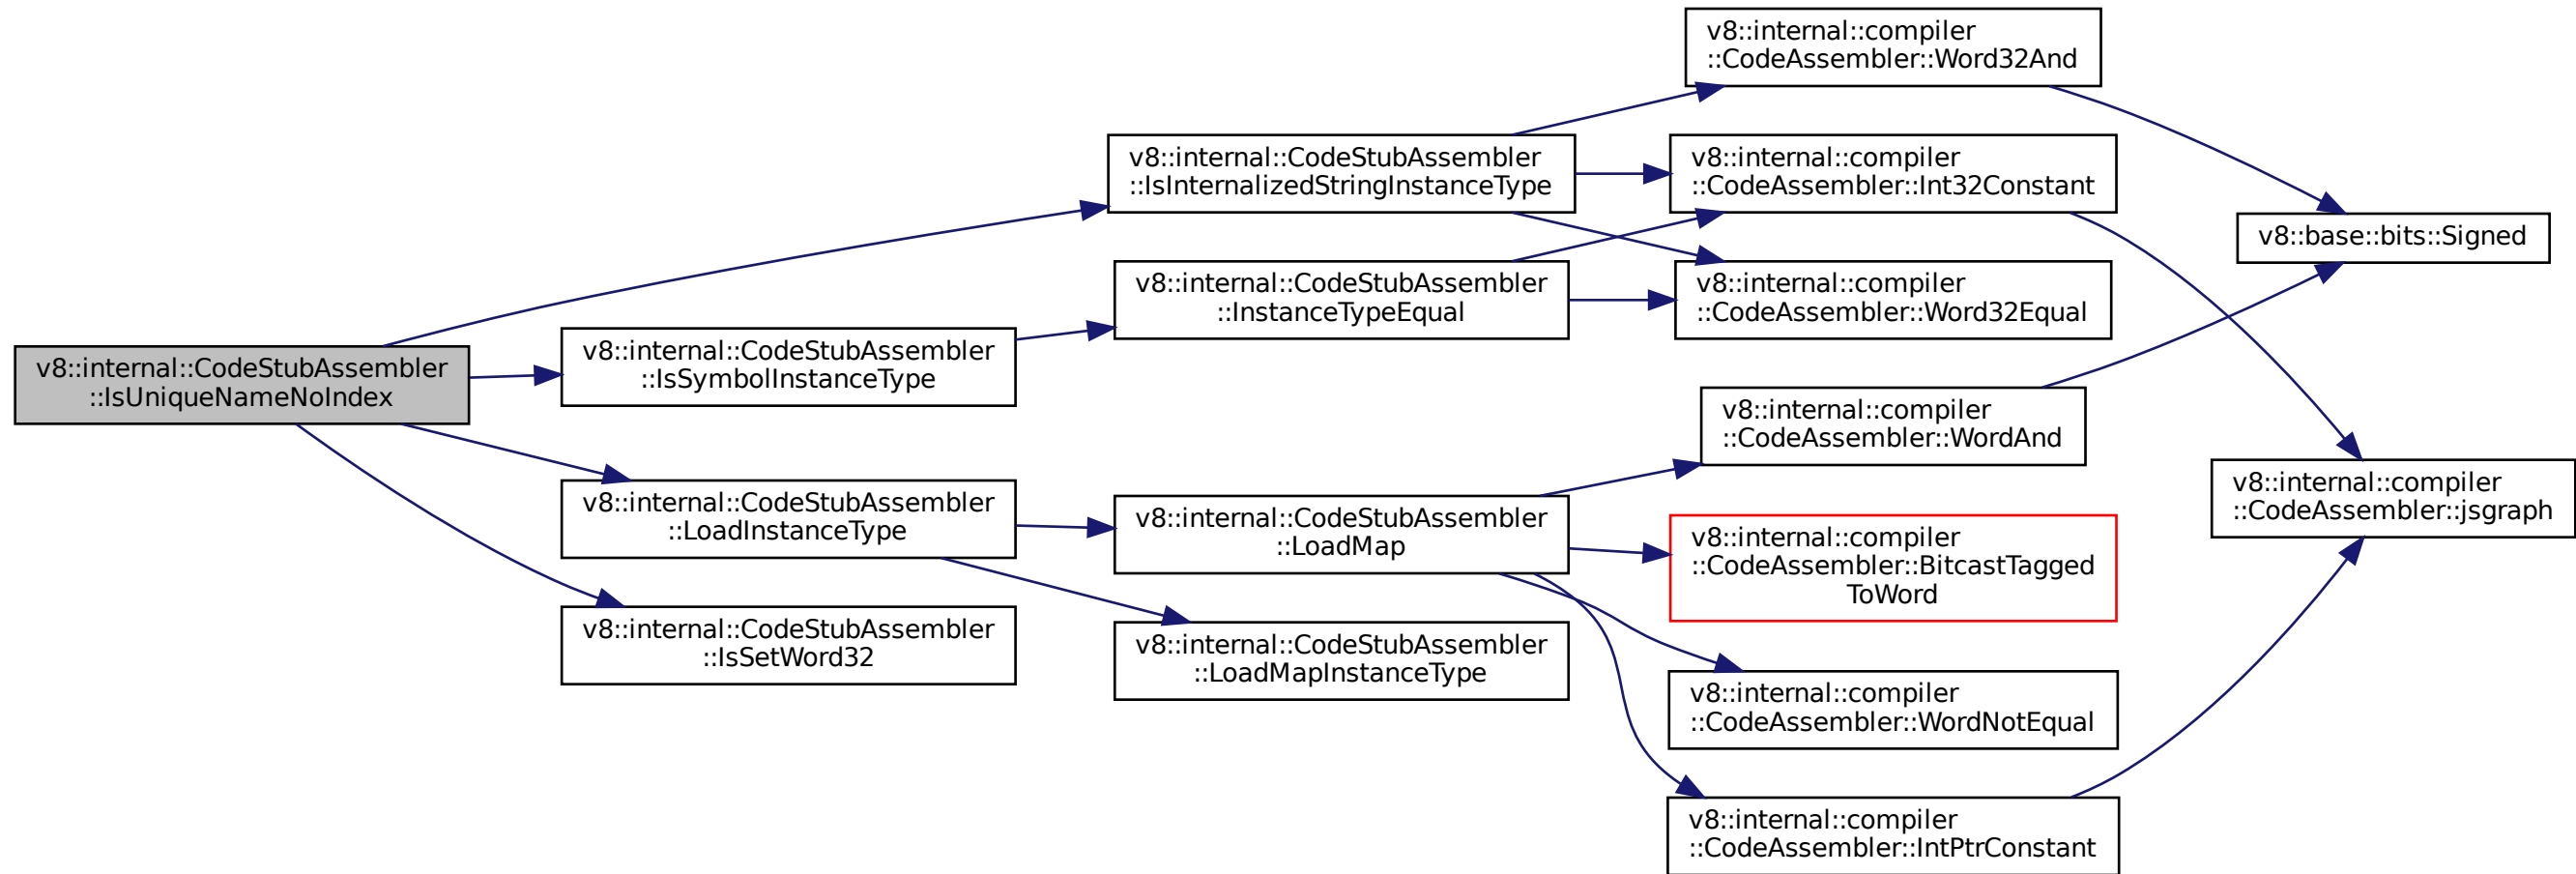 v8::internal::CodeStubAssembler
::IsUniqueNameNoIndex
v8::internal::CodeStubAssembler
::IsSymbolInstanceType
v8::internal::CodeStubAssembler
::LoadInstanceType
v8::internal::CodeStubAssembler
::IsSetWord32
v8::internal::CodeStubAssembler
::IsInternalizedStringInstanceType
v8::internal::CodeStubAssembler
::InstanceTypeEqual
v8::internal::CodeStubAssembler
::LoadMap
v8::internal::CodeStubAssembler
::LoadMapInstanceType
v8::internal::compiler
::CodeAssembler::Word32And
v8::internal::compiler
::CodeAssembler::Int32Constant
v8::internal::compiler
::CodeAssembler::Word32Equal
v8::internal::compiler
::CodeAssembler::WordAnd
v8::internal::compiler
::CodeAssembler::BitcastTagged
ToWord
v8::internal::compiler
::CodeAssembler::WordNotEqual
v8::internal::compiler
::CodeAssembler::IntPtrConstant
v8::base::bits::Signed
v8::internal::compiler
::CodeAssembler::jsgraph